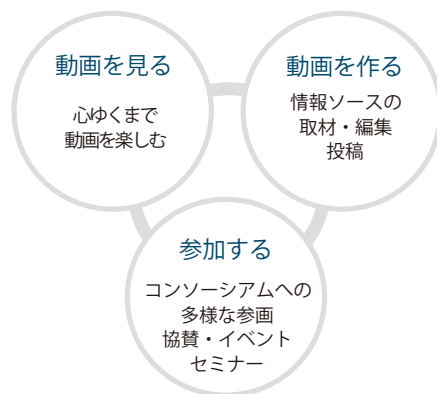 動画を見る
心ゆくまで
動画を楽しむ
動画を作る
情報ソースの
取材・編集
投稿
参加する
コンソーシアムへの
多様な参画
協賛・イベント
セミナー